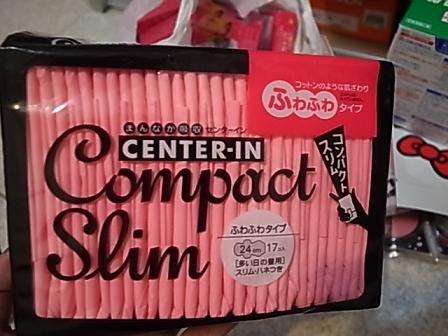 コットンのような肌ざわり
ふわふわ
タイプ
まんなか吸収 センターイン
CENTER-IN
Compact
Slim
コンパクト
スリム
ふわふわタイプ
24cm 17コ入
[多い日の昼用]
スリム・ハネつき